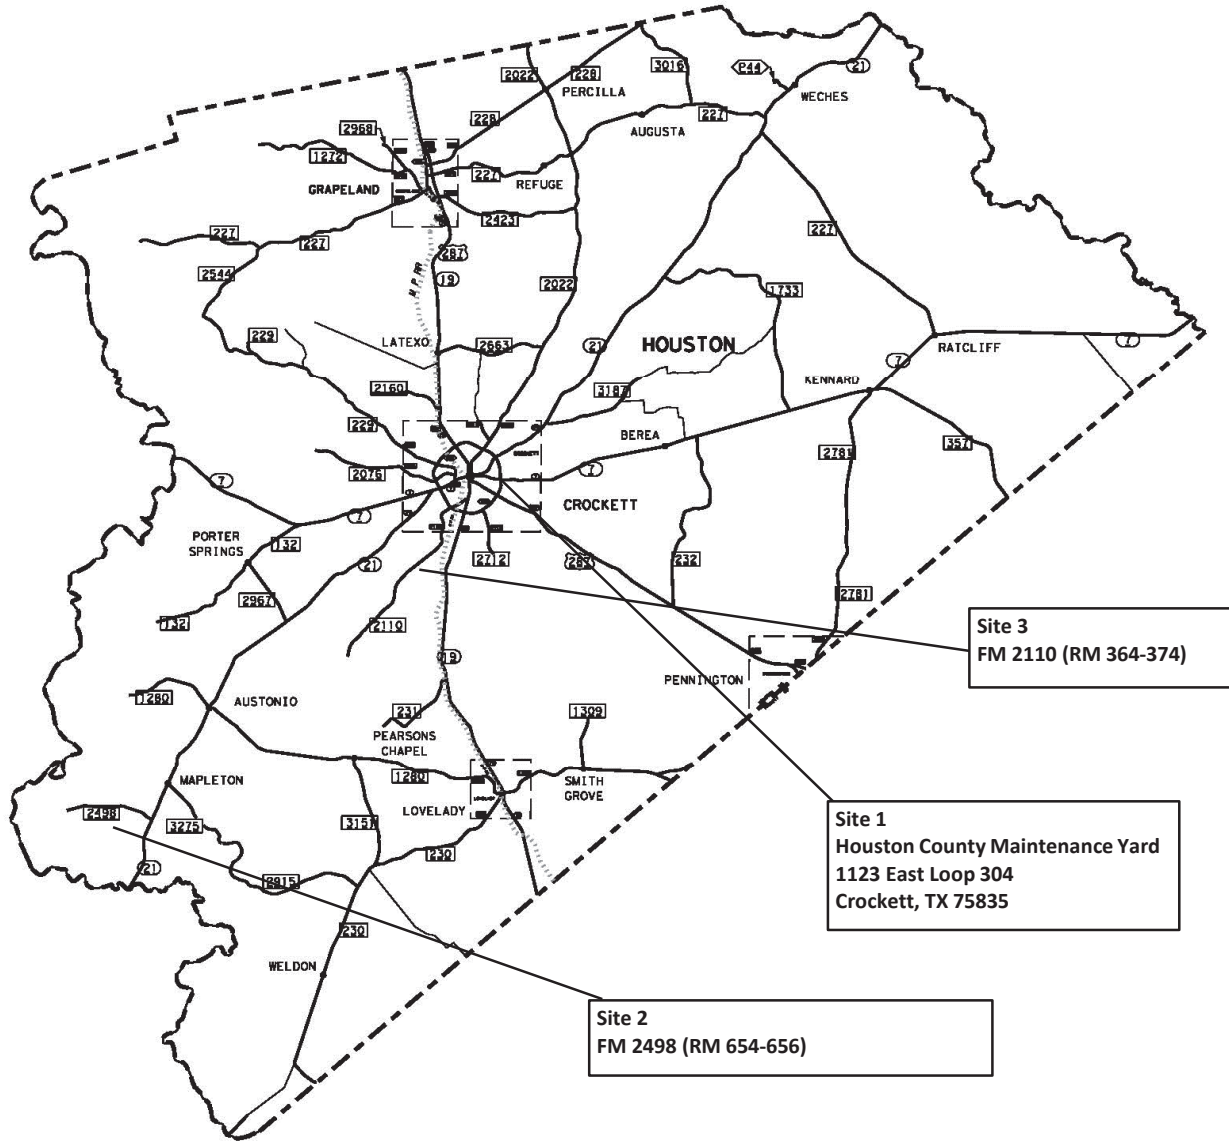 2022
228
3016
P44
21
PERCILLA
WECHES
2968
228
AUGUSTA
227
1272
GRAPELAND
227
REFUGE
2423
227
227
287
227
2544
M.P. RR
19
2022
1733
229
LATEXO
2663
21
HOUSTON
RATCLIFF
7
7
2160
3187
KENNARD
229
BEREA
2781
357
2076
7
7
CROCKETT
7
PORTER
SPRINGS
132
21
2712
287
232
2967
2781
132
2110
Site 3
FM 2110 (RM 364-374)
19
PENNINGTON
1280
AUSTONIO
231
1309
PEARSONS
CHAPEL
MAPLETON
1280
SMITH
GROVE
2498
3275
3151
LOVELADY
Site 1
Houston County Maintenance Yard
1123 East Loop 304
Crockett, TX 75835
230
21
2915
230
WELDON
Site 2
FM 2498 (RM 654-656)